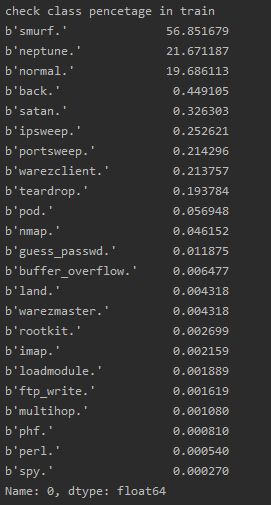 check class pencetage in train
b'smurf.' 56.851679
b'neptune.' 21.671187
b'normal.' 19.686113
b'back.' 0.449105
b'satan.' 0.326303
b'ipsweep.' 0.252621
b'portsweep.' 0.214296
b'warezclient.' 0.213757
b'teardrop.' 0.193784
b'pod.' 0.056948
b'nmap.' 0.046152
b'guess_passwd.' 0.011875
b'buffer_overflow.' 0.006477
b'land.' 0.004318
b'warezmaster.' 0.004318
b'rootkit.' 0.002699
b'imap.' 0.002159
b'loadmodule.' 0.001889
b'ftp_write.' 0.001619
b'multihop.' 0.001080
b'phf.' 0.000810
b'perl.' 0.000540
b'spy.' 0.000270
Name: 0, dtype: float64